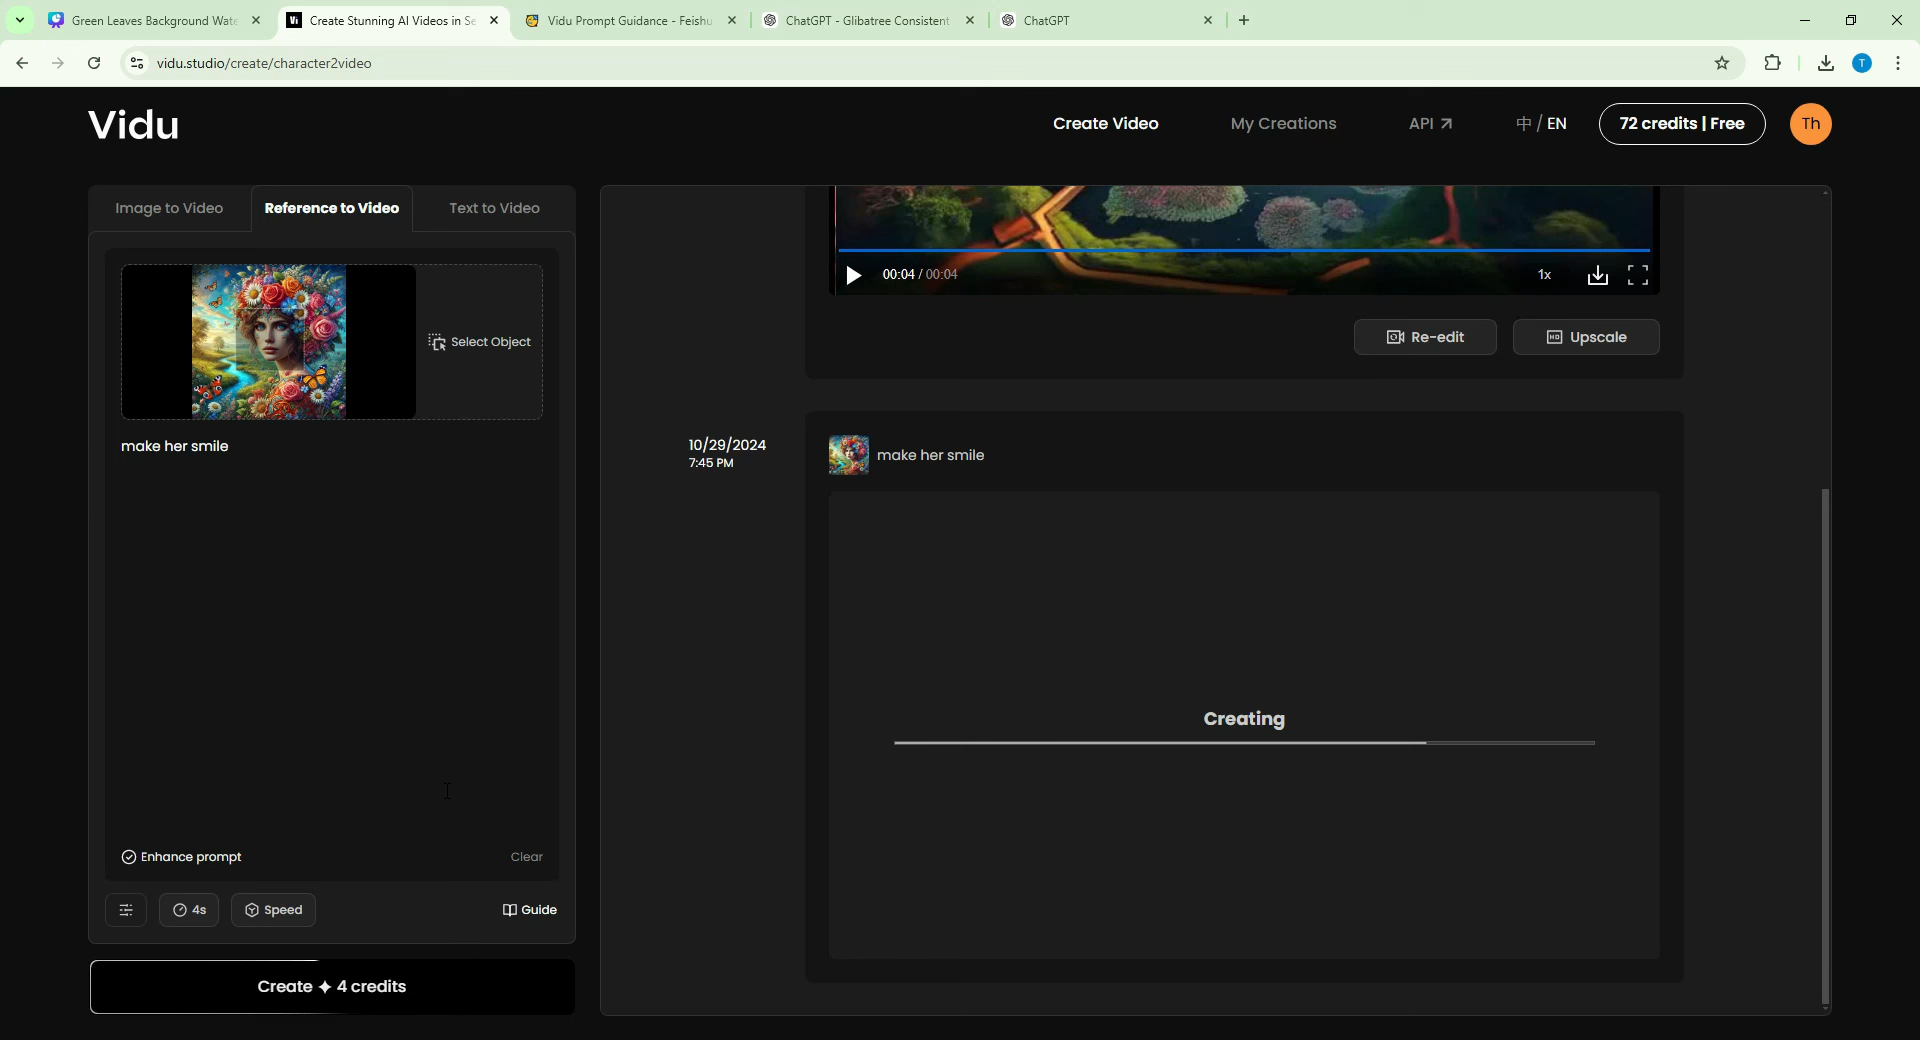 Green Leaves Background Wate
Create Stunning AI Videos in Se
Vidu Prompt Guidance - Feishu
ChatGPT - Glibatree Consistent
ChatGPT
vidu.studio/create/character2video
T
Vidu
Create Video
My Creations
API
中 / EN
72 credits | Free
Th
Image to Video
Reference to Video
Text to Video
Select Object
make her smile
Enhance prompt
Clear
4s
Speed
Guide
Create 4 credits
00:04 / 00:04
1x
Re-edit
HD Upscale
10/29/2024
7:45 PM
make her smile
Creating